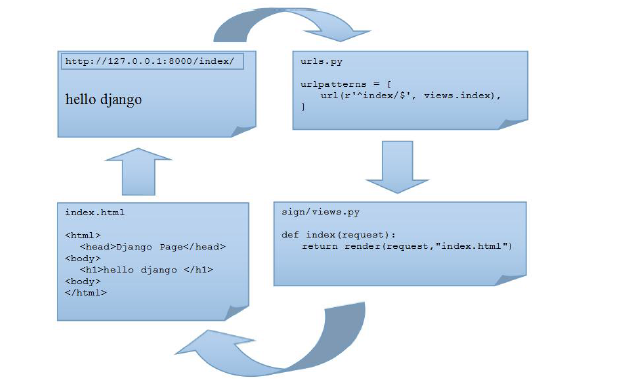 http://127.0.0.1:8000/index/
hello django
urls.py
urlpatterns = [
url(r'^index/$', views.index),
]
sign/views.py
def index(request):
return render(request,"index.html")
index.html
<html>
<head>Django Page</head>
<body>
<h1>hello django </h1>
<body>
</html>